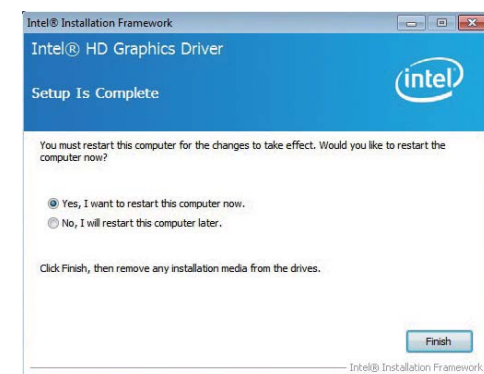 Intel® Installation Framework
Intel® HD Graphics Driver
Setup Is Complete
intel
You must restart this computer for the changes to take effect. Would you like to restart the
computer now?
Yes, I want to restart this computer now.
No, I will restart this computer later.
Click Finish, then remove any installation media from the drives.
Finish
Intel® Installation Framework